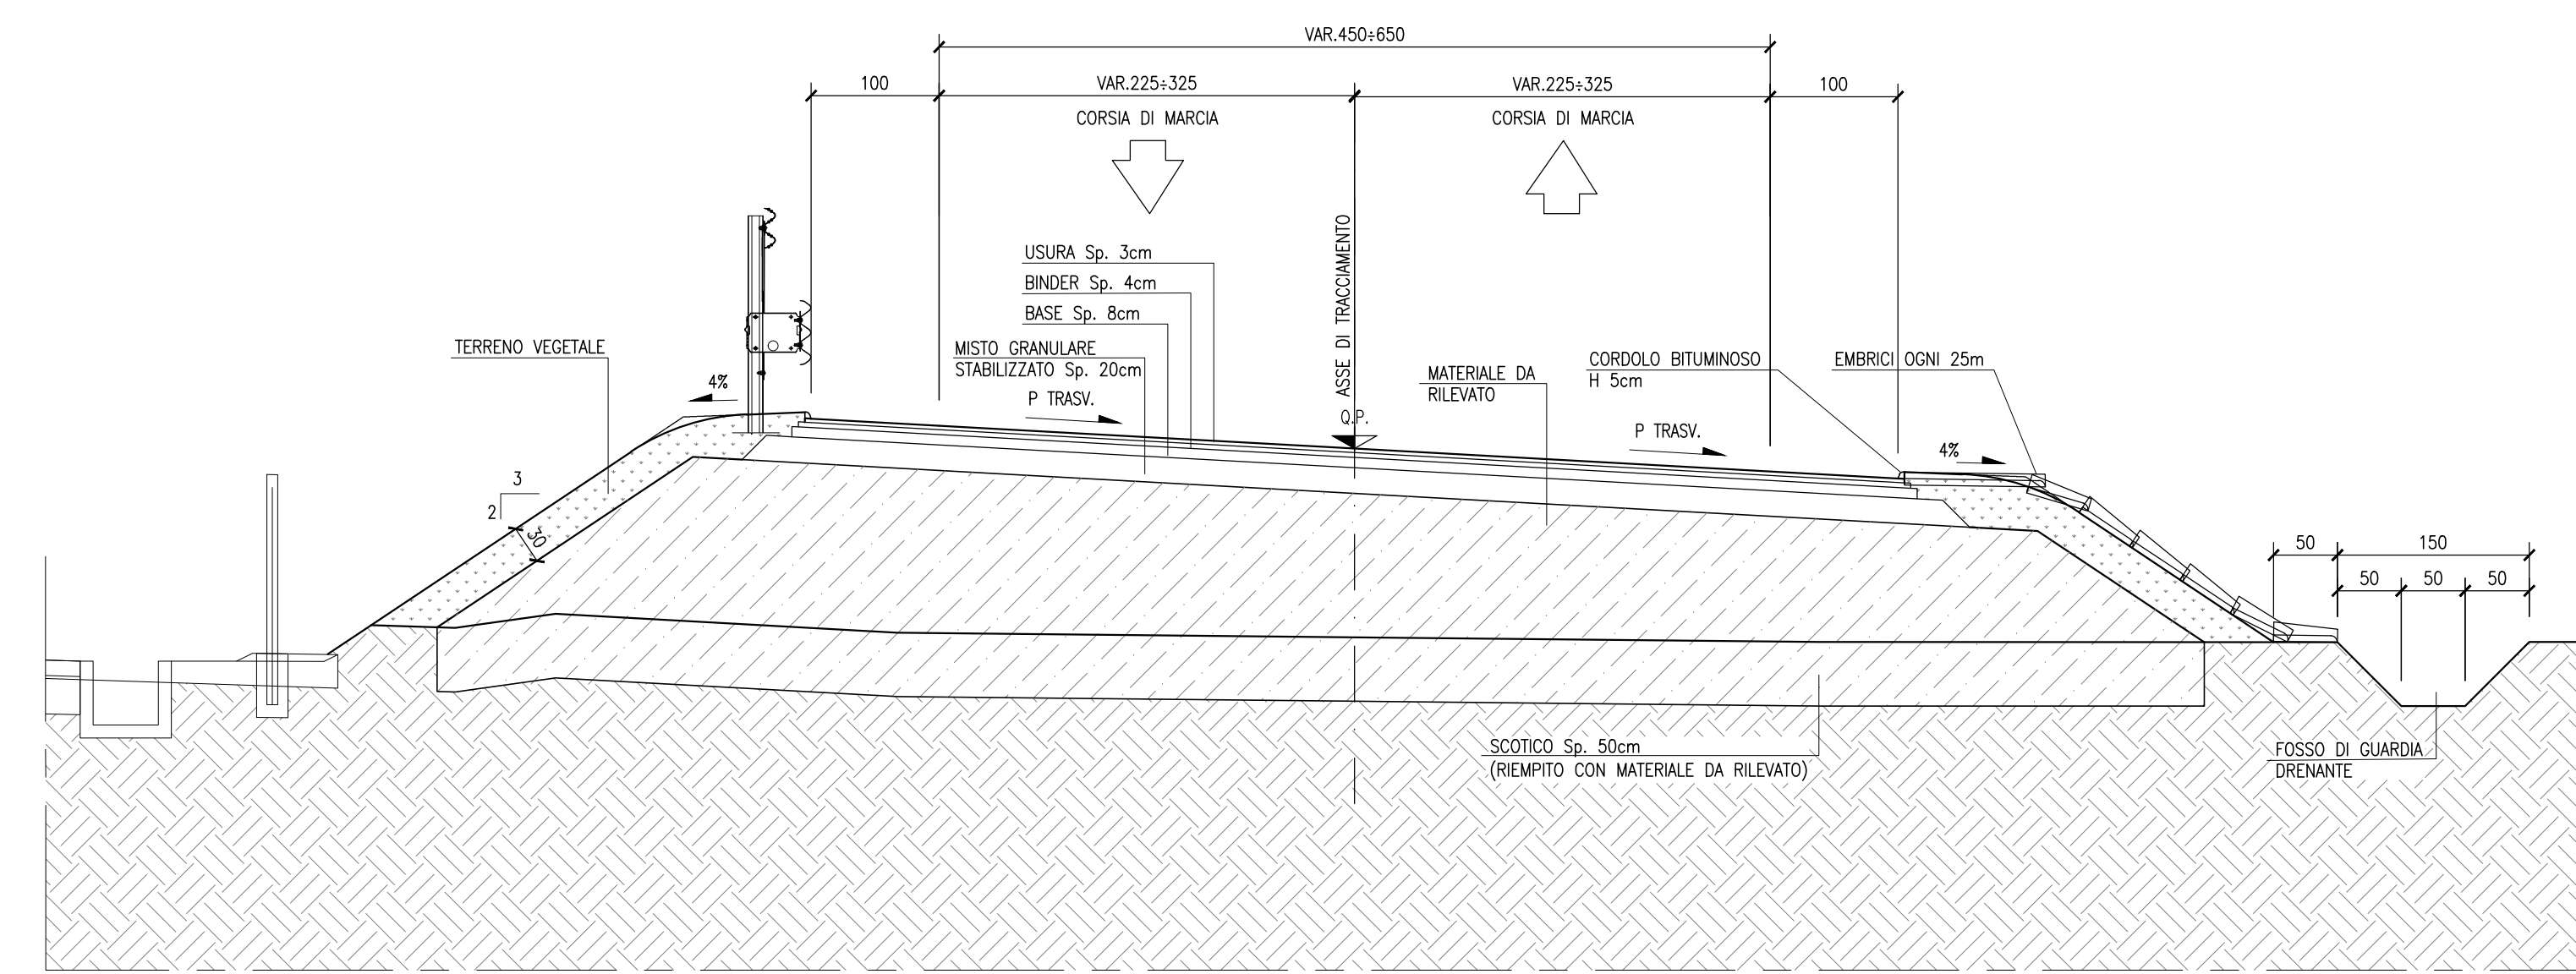 VAR.450÷650
100
VAR.225÷325
VAR.225÷325
100
CORSIA DI MARCIA
CORSIA DI MARCIA
ASSE DI TRACCIAMENTO
USURA Sp. 3cm
BINDER Sp. 4cm
BASE Sp. 8cm
MISTO GRANULARE
STABILIZZATO Sp. 20cm
P TRASV.
TERRENO VEGETALE
4%
3
2
30
Q.P.
MATERIALE DA
RILEVATO
CORDOLO BITUMINOSO
H 5cm
EMBRICI OGNI 25m
P TRASV.
4%
50
150
50
50
50
SCOTICO Sp. 50cm
(RIEMPITO CON MATERIALE DA RILEVATO)
FOSSO DI GUARDIA
DRENANTE